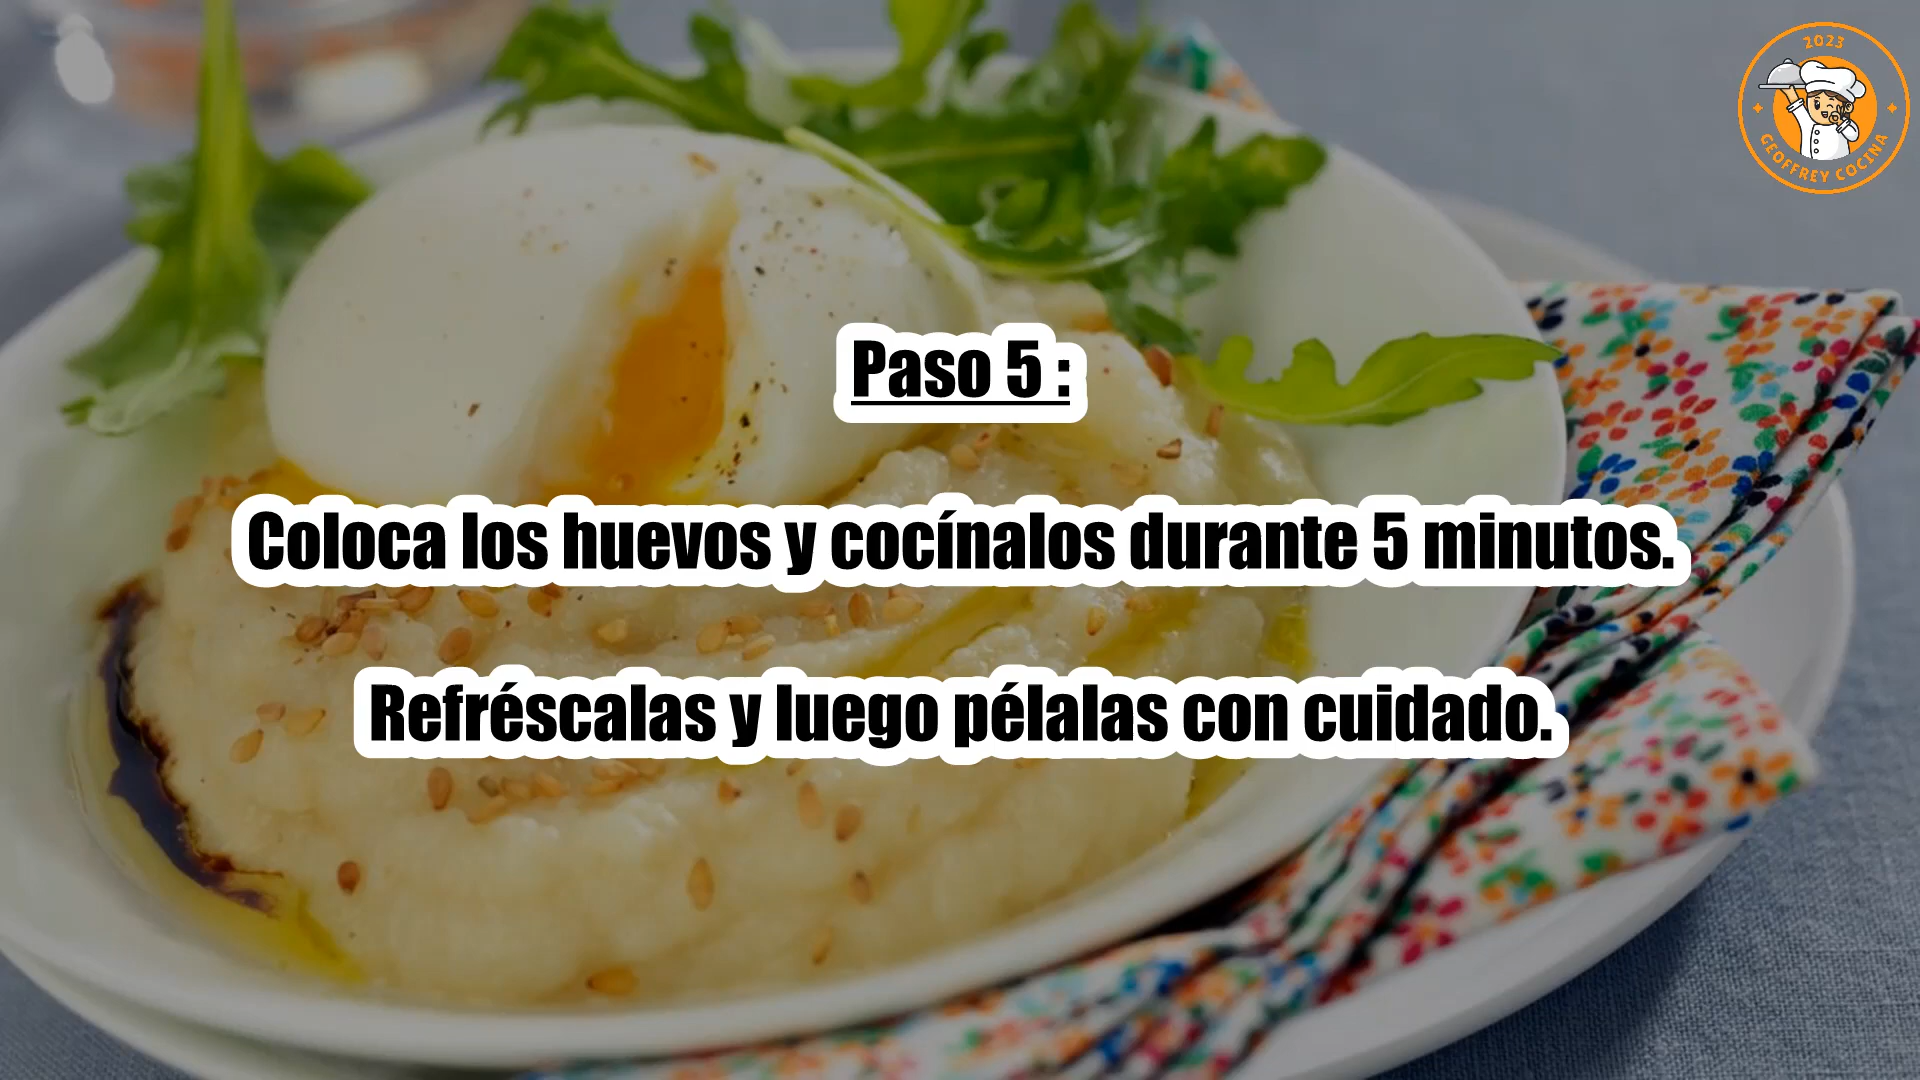 2023
GEOFFREY COCINA
Paso 5 :
Coloca los huevos y cocínalos durante 5 minutos.
Refréscalas y luego pélalas con cuidado.